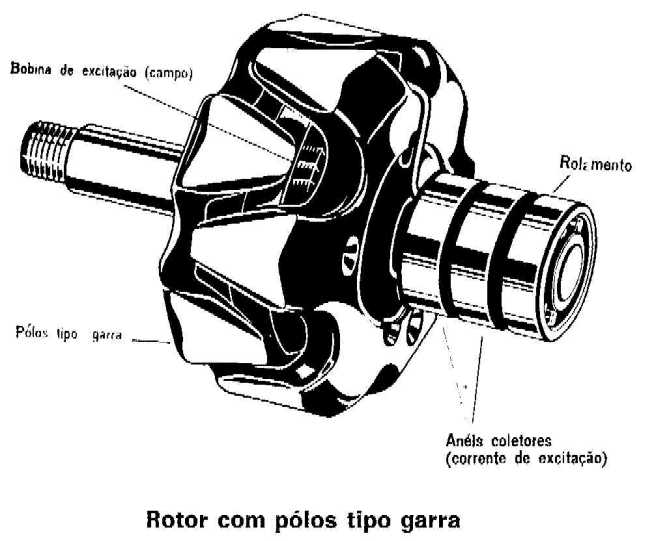 Bobina de excitação (campo)
Rolamento
Pólos tipo garra
Anéis coletores
(corrente de excitação)
Rotor com pólos tipo garra